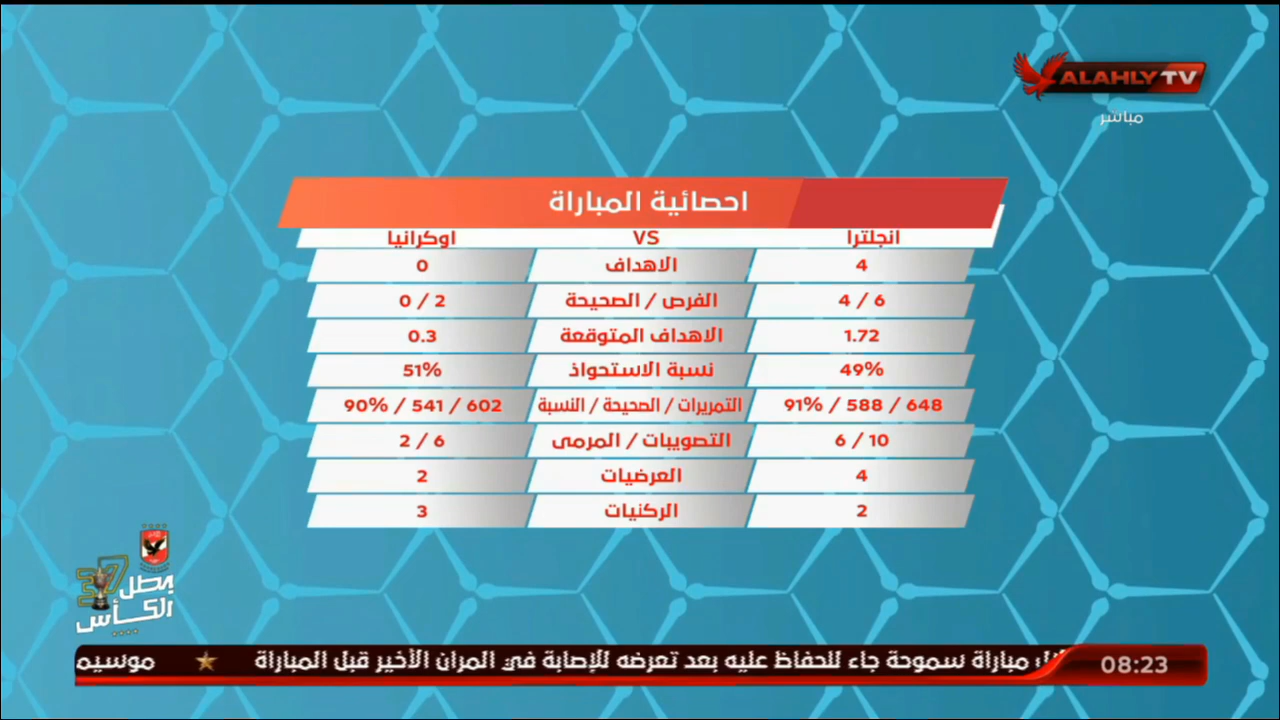 ALAHLY TV
مباشر
احصائية المباراة
انجلترا VS اوكرانيا
4 الاهداف 0
4 / 6 الفرص / الصحيحة 0 / 2
1.72 الاهداف المتوقعة 0.3
49% نسبة الاستحواذ 51%
91% / 588 / 648 التمريرات / الصحيحة / النسبة 90% / 541 / 602
6 / 10 التصويبات / المرمى 2 / 6
4 العرضيات 2
2 الركنيات 3
37
بطل
الكأس
مباراة سموحة جاء للحفاظ عليه بعد تعرضه للإصابة في المران الأخير قبل المباراة
08:23